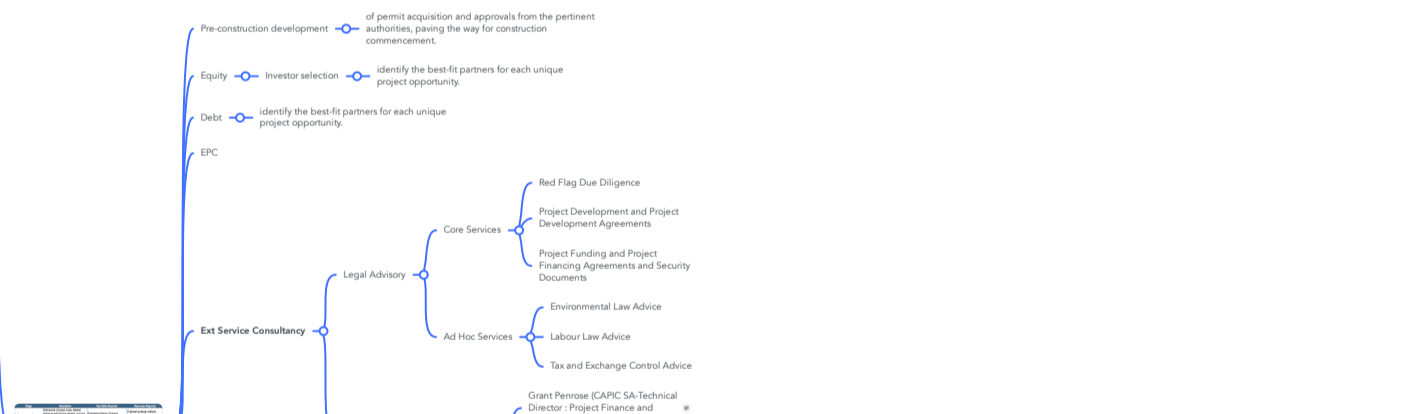 Pre-construction development
of permit acquisition and approvals from the pertinent
authorities, paving the way for construction
commencement.
Equity
Investor selection
identify the best-fit partners for each unique
project opportunity.
Debt
identify the best-fit partners for each unique
project opportunity.
EPC
Ext Service Consultancy
Legal Advisory
Core Services
Red Flag Due Diligence
Project Development and Project
Development Agreements
Project Funding and Project
Financing Agreements and Security
Documents
Ad Hoc Services
Environmental Law Advice
Labour Law Advice
Tax and Exchange Control Advice
Grant Penrose (CAPIC SA-Technical
Director : Project Finance and